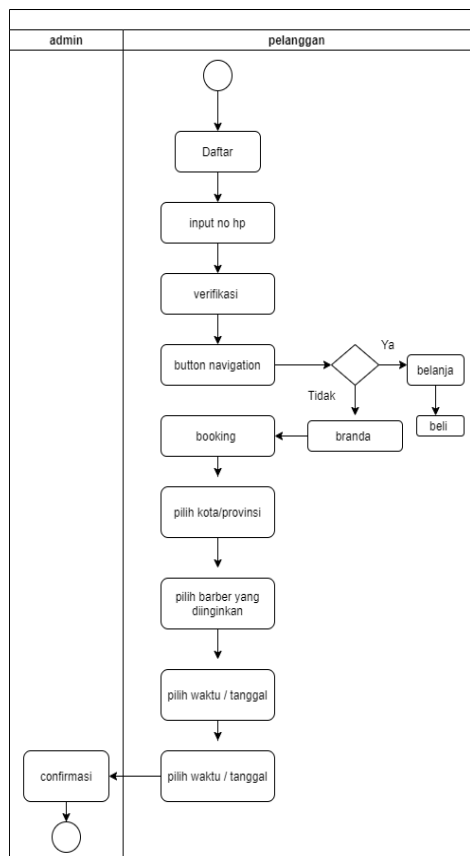 admin
pelanggan
Daftar
input no hp
verifikasi
button navigation
Ya
belanja
Tidak
beli
booking
branda
pilih kota/provinsi
pilih barber yang
diinginkan
pilih waktu / tanggal
confirmasi
pilih waktu / tanggal